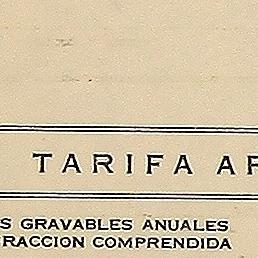 TARIFA AP
S GRAVABLES ANUALES
RACCION COMPRENDIDA